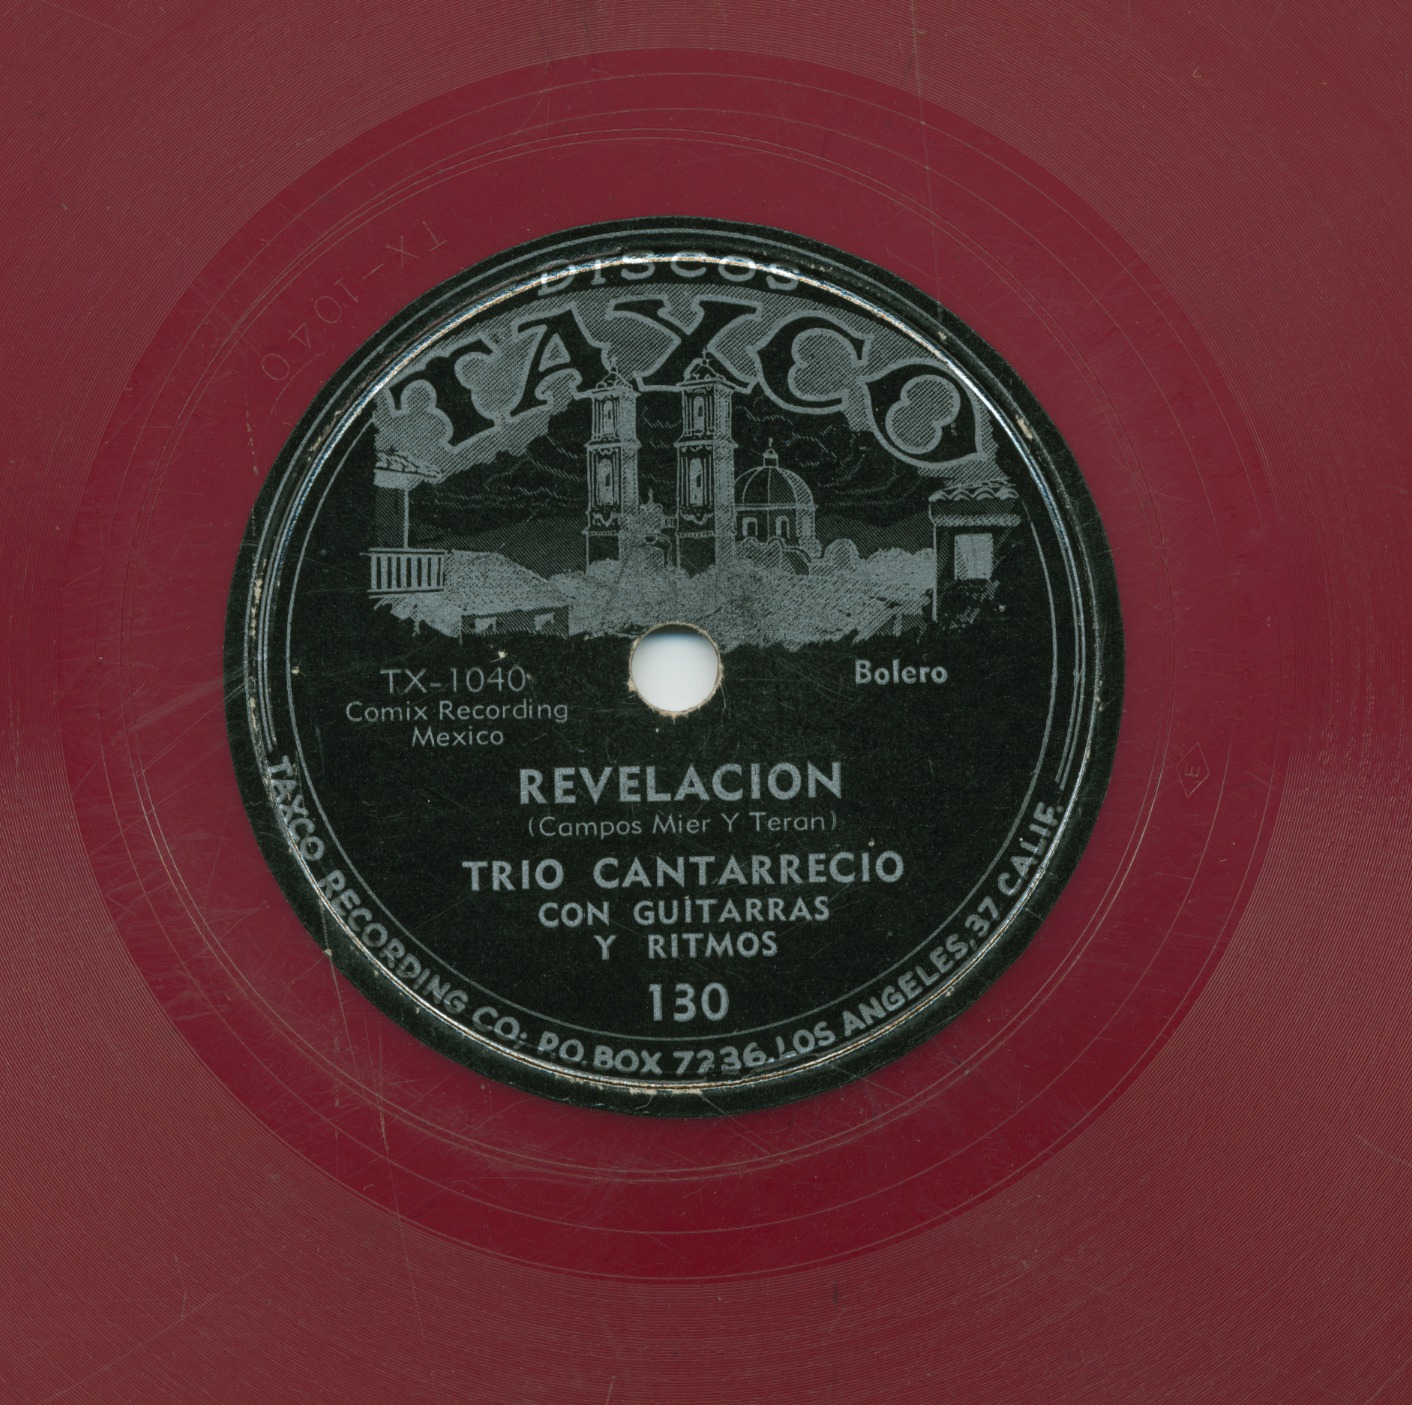 DISCOS
TAXCO
TX-1040
Comix Recording
Mexico
Bolero
REVELACION
(Campos Mier Y Teran)
TRIO CANTARRECIO
CON GUITARRAS
Y RITMOS
130
TAXCO RECORDING CO; P.O. BOX 7236, LOS ANGELES, 37 CALIF.
TX-1040
E